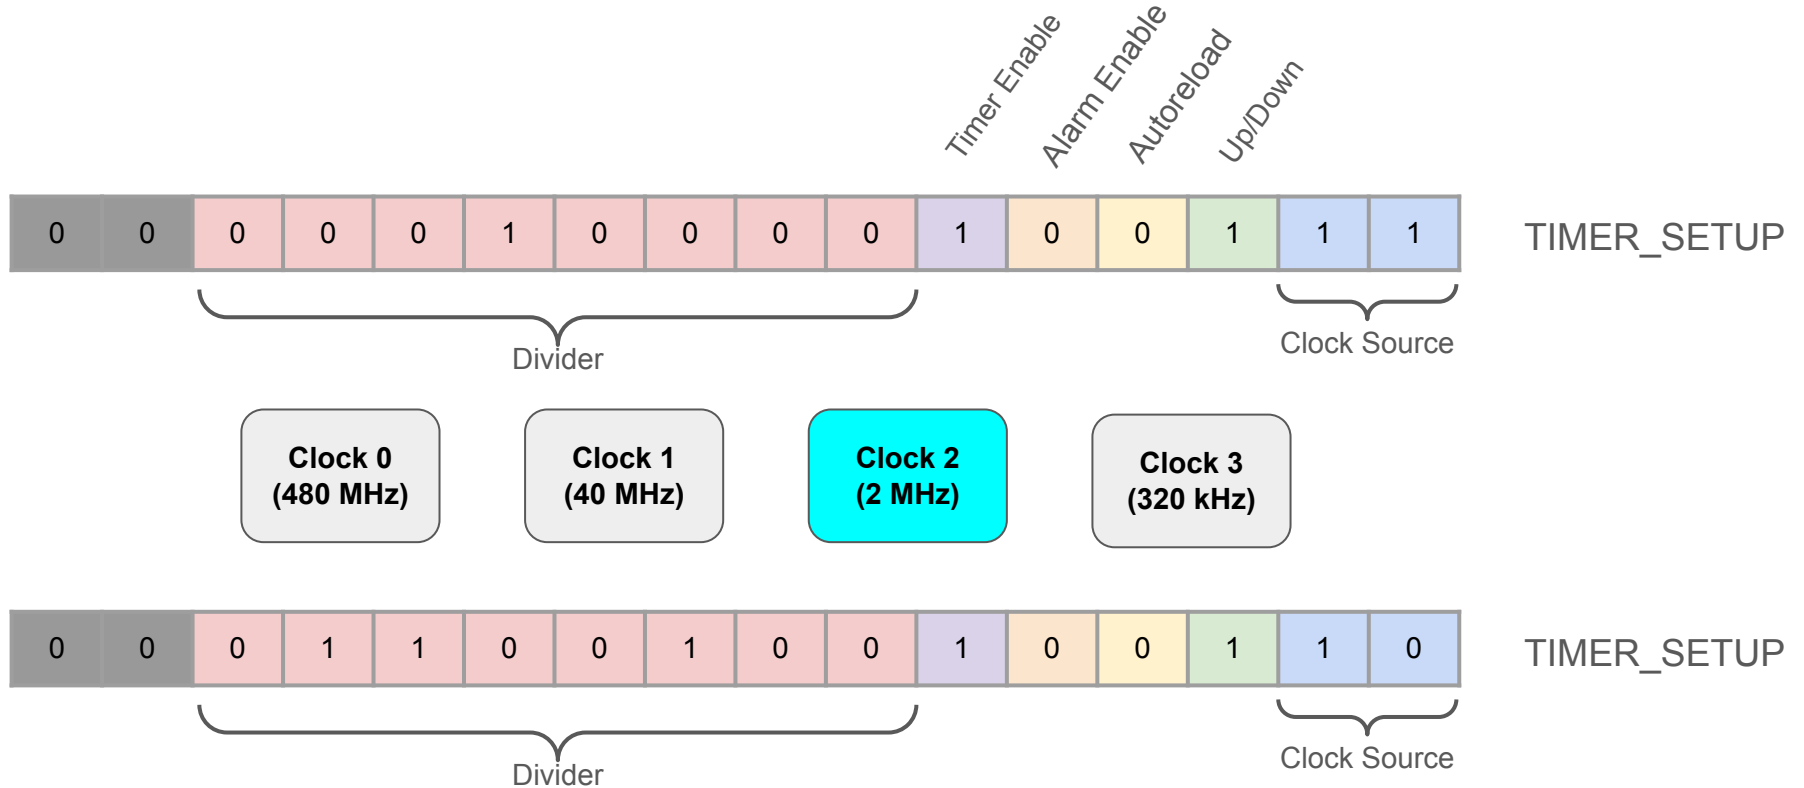 Timer Enable
Alarm Enable
Autoreload
Up/Down
0 0 0 0 0 1 0 0 0 0 1 0 0 1 1 1 TIMER_SETUP
Divider
Clock Source
Clock 0
(480 MHz)
Clock 1
(40 MHz)
Clock 2
(2 MHz)
Clock 3
(320 kHz)
0 0 0 1 1 0 0 1 0 0 1 0 0 1 1 0 TIMER_SETUP
Divider
Clock Source